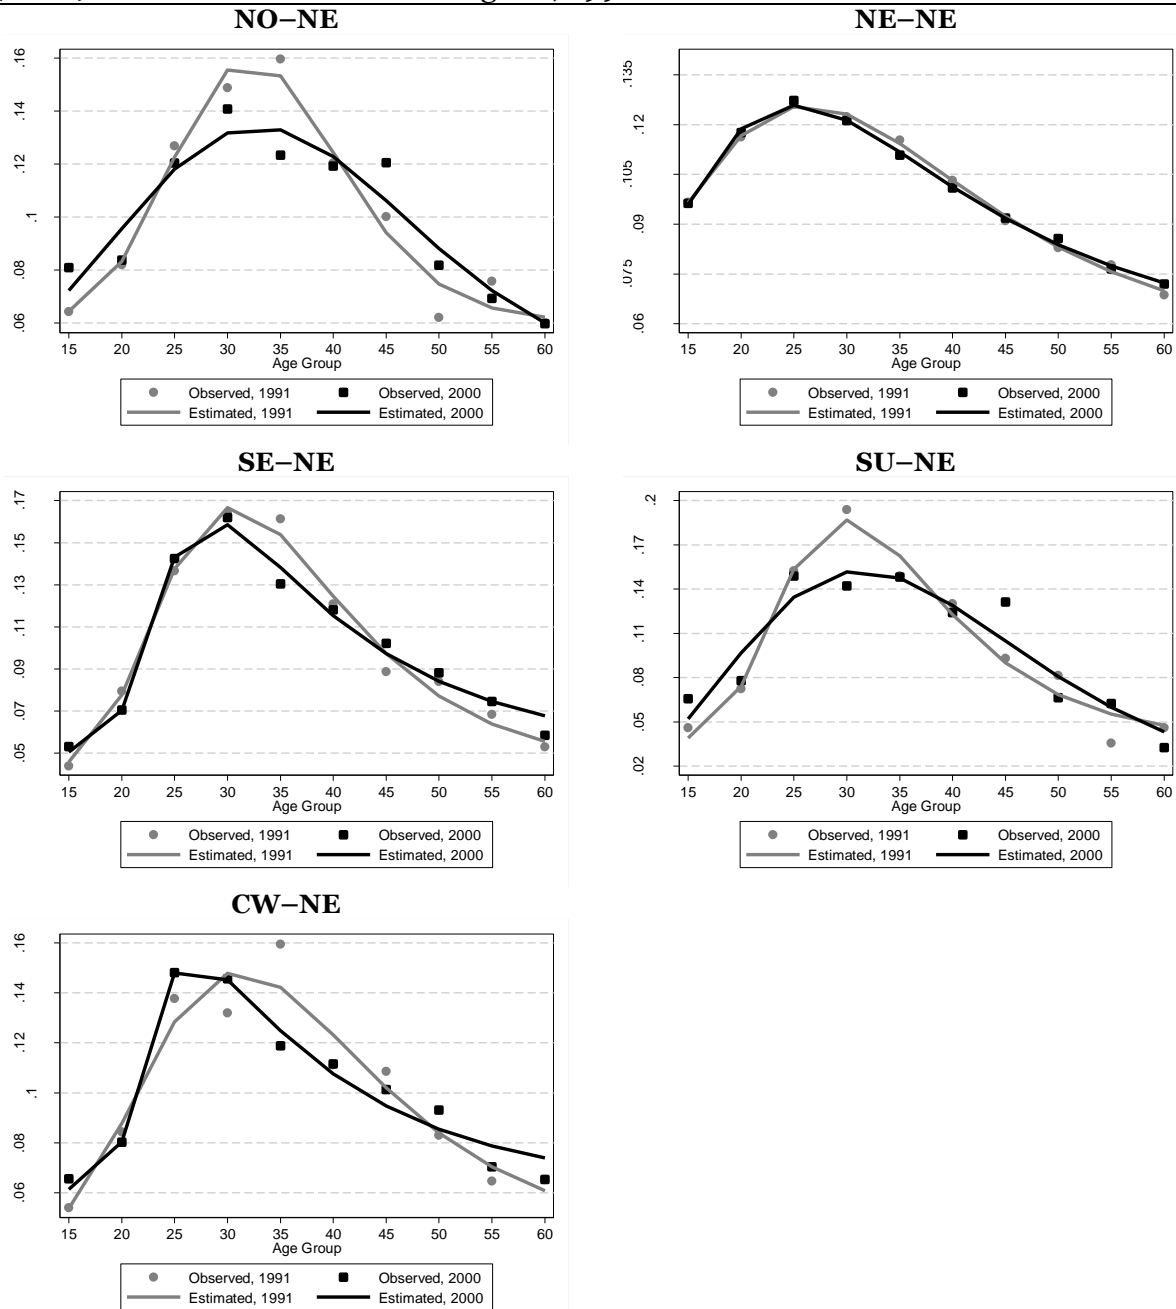 NO–NE
.16
.14
.12
.1
.08
.06
15 20 25 30 35 40 45 50 55 60
Age Group
Observed, 1991 Observed, 2000
Estimated, 1991 Estimated, 2000
NE–NE
.135
.12
.105
.09
.075
.06
15 20 25 30 35 40 45 50 55 60
Age Group
Observed, 1991 Observed, 2000
Estimated, 1991 Estimated, 2000
SE–NE
.17
.15
.13
.11
.09
.07
.05
15 20 25 30 35 40 45 50 55 60
Age Group
Observed, 1991 Observed, 2000
Estimated, 1991 Estimated, 2000
SU–NE
.2
.17
.14
.11
.08
.05
.02
15 20 25 30 35 40 45 50 55 60
Age Group
Observed, 1991 Observed, 2000
Estimated, 1991 Estimated, 2000
CW–NE
.16
.14
.12
.1
.08
.06
15 20 25 30 35 40 45 50 55 60
Age Group
Observed, 1991 Observed, 2000
Estimated, 1991 Estimated, 2000